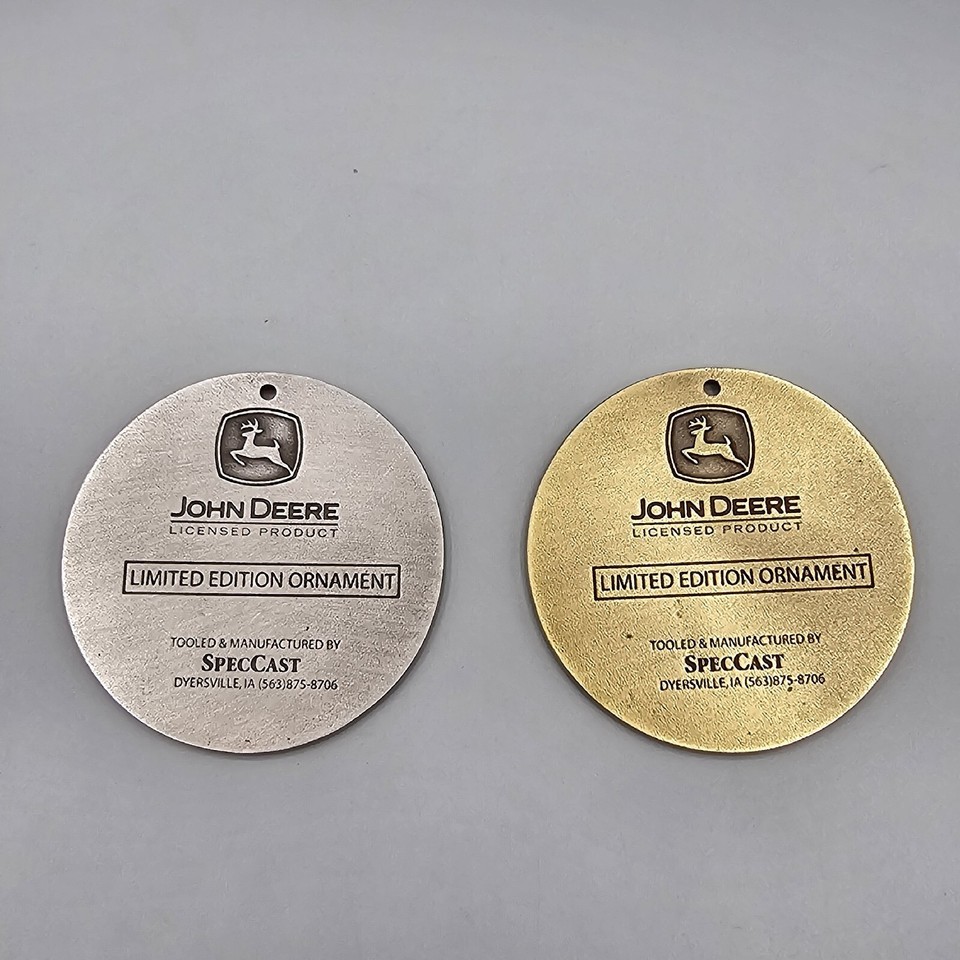 JOHN DEERE
LICENSED PRODUCT
LIMITED EDITION ORNAMENT
TOOLED & MANUFACTURED BY
SPECCAST
DYERSVILLE, IA (563)875-8706
JOHN DEERE
LICENSED PRODUCT
LIMITED EDITION ORNAMENT
TOOLED & MANUFACTURED BY
SPECCAST
DYERSVILLE, IA (563)875-8706